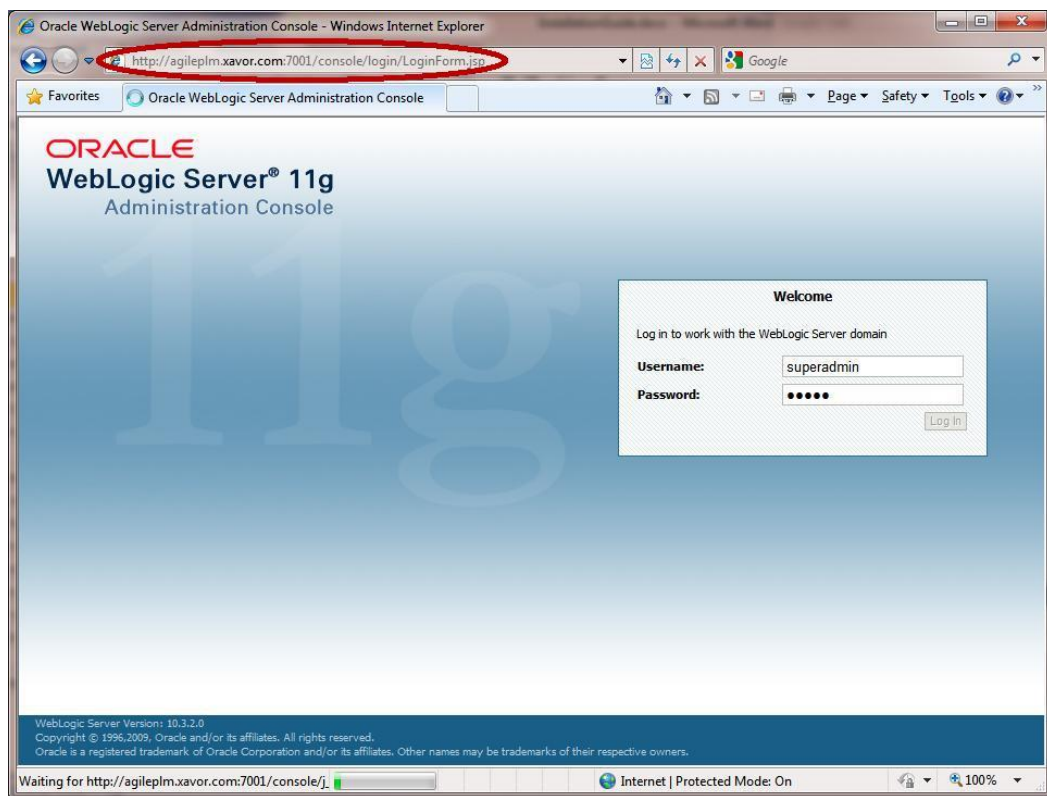 Oracle WebLogic Server Administration Console - Windows Internet Explorer
http://agileplm.xavor.com:7001/console/login/LoginForm.jsp
Google
Favorites
Oracle WebLogic Server Administration Console
Page
Safety
Tools
ORACLE
WebLogic Server® 11g
Administration Console
11g
Welcome
Log in to work with the WebLogic Server domain
Username:
superadmin
Password:
Log In
WebLogic Server Version: 10.3.2.0
Copyright © 1996,2009, Oracle and/or its affiliates. All rights reserved.
Oracle is a registered trademark of Oracle Corporation and/or its affiliates. Other names may be trademarks of their respective owners.
Waiting for http://agileplm.xavor.com:7001/console/j_
Internet | Protected Mode: On
100%